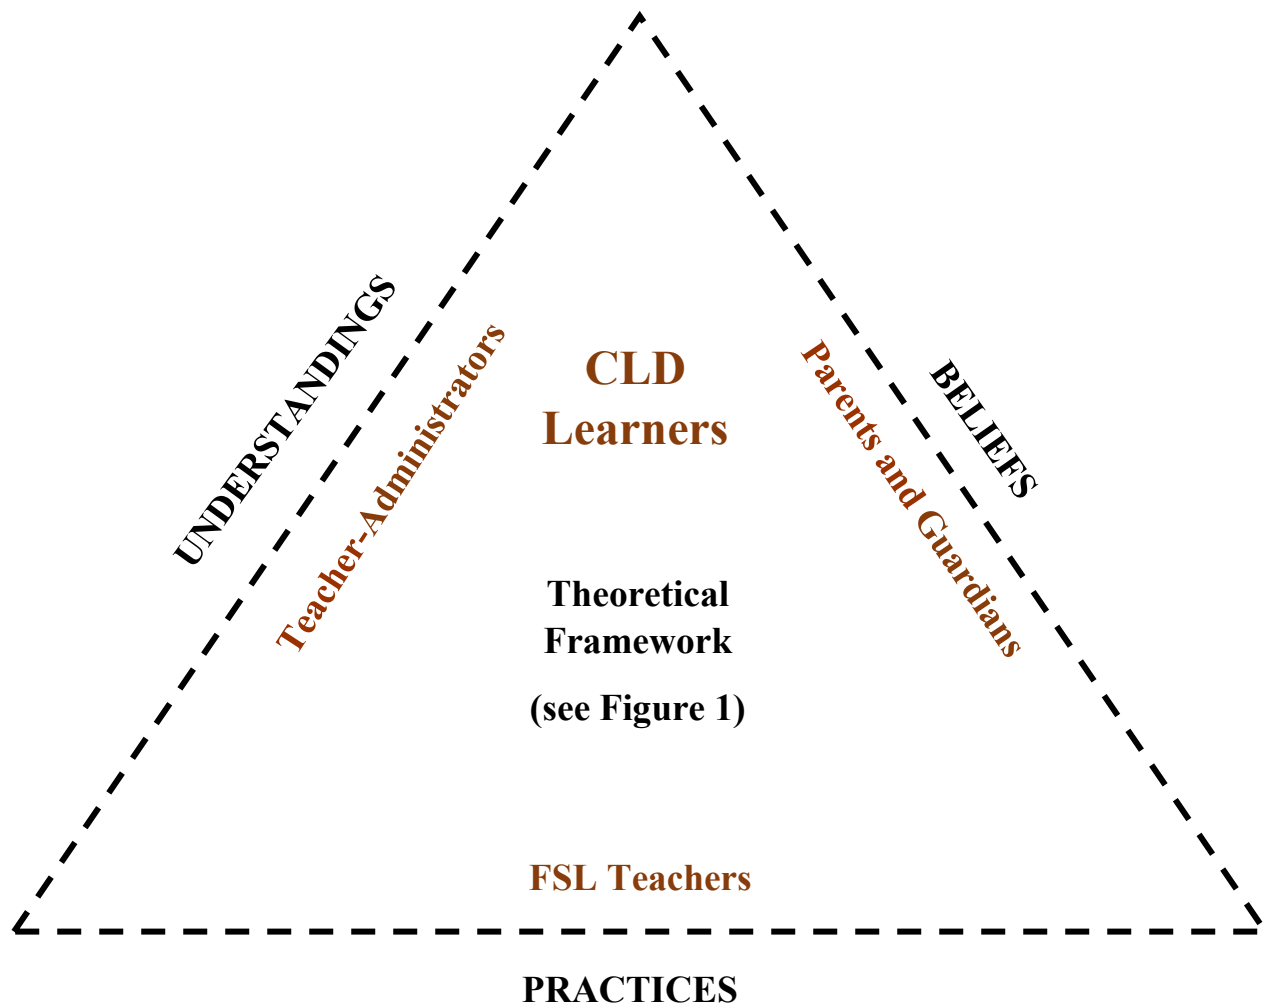 UNDERSTANDINGS
Teacher-Administrators
CLD
Learners
Parents and Guardians
BELIEFS
Theoretical
Framework
(see Figure 1)
FSL Teachers
PRACTICES